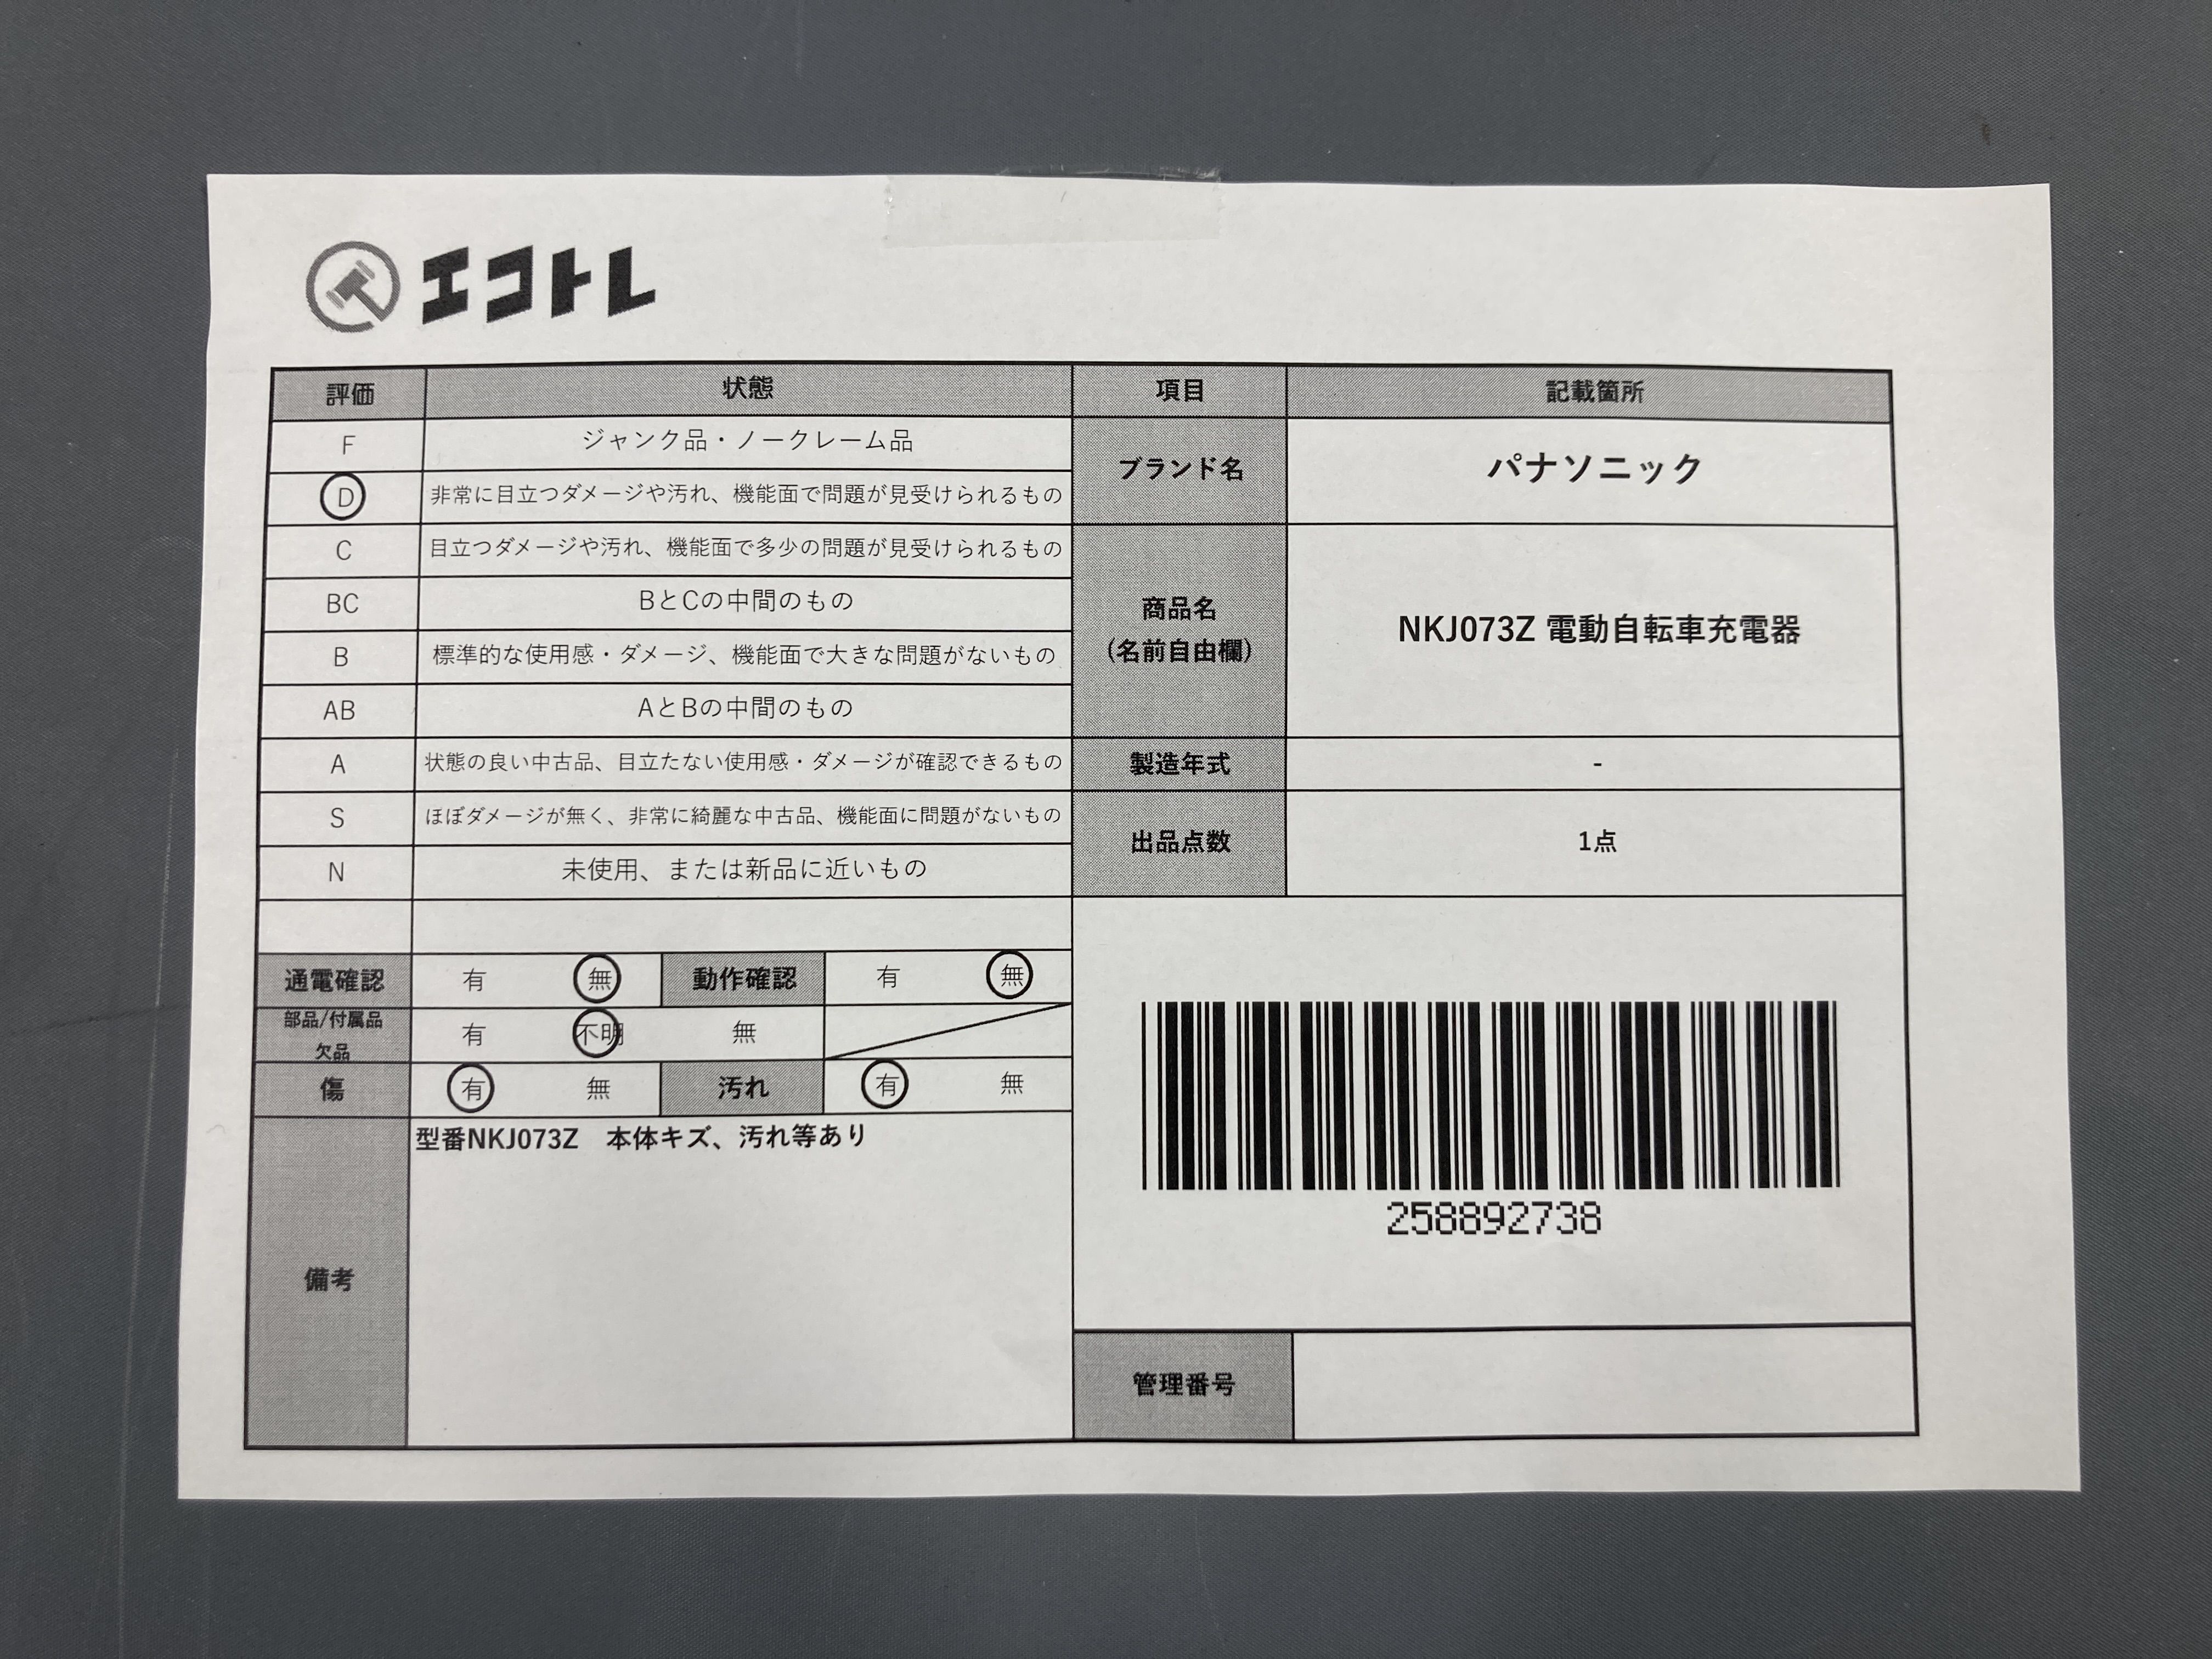 エコトレ
評価 状態 項目 記載箇所
F ジャンク品・ノークレーム品
D 非常に目立つダメージや汚れ、機能面で問題が見受けられるもの
C 目立つダメージや汚れ、機能面で多少の問題が見受けられるもの
BC BとCの中間のもの
B 標準的な使用感・ダメージ、機能面で大きな問題がないもの
AB AとBの中間のもの
A 状態の良い中古品、目立たない使用感・ダメージが確認できるもの
S ほぼダメージが無く、非常に綺麗な中古品、機能面に問題がないもの
N 未使用、または新品に近いもの
ブランド名 パナソニック
商品名
(名前自由欄)
NKJ073Z 電動自転車充電器
製造年式 -
出品点数 1点
通電確認 有 無 動作確認 有 無
部品/付属品
欠品
有 不明 無
傷 有 無 汚れ 有 無
備考
型番NKJ073Z 本体キズ、汚れ等あり
258892738
管理番号